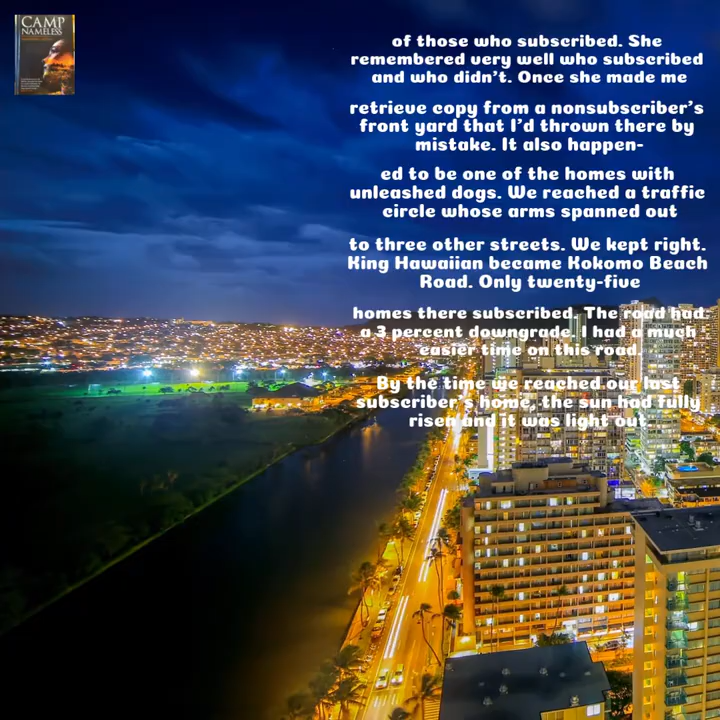 CAMP
NAMELESS
of those who subscribed. She
remembered very well who subscribed
and who didn't. Once she made me
retrieve copy from a nonsubscriber's
front yard that I'd thrown there by
mistake. It also happen-
ed to be one of the homes with
unleashed dogs. We reached a traffic
circle whose arms spanned out
to three other streets. We kept right.
King Hawaiian became Kokomo Beach
Road. Only twenty-five
homes there subscribed. The road had
a 3 percent downgrade. I had a much
easier time on this road.
By the time we reached our last
subscriber's home, the sun had fully
risen and it was light out